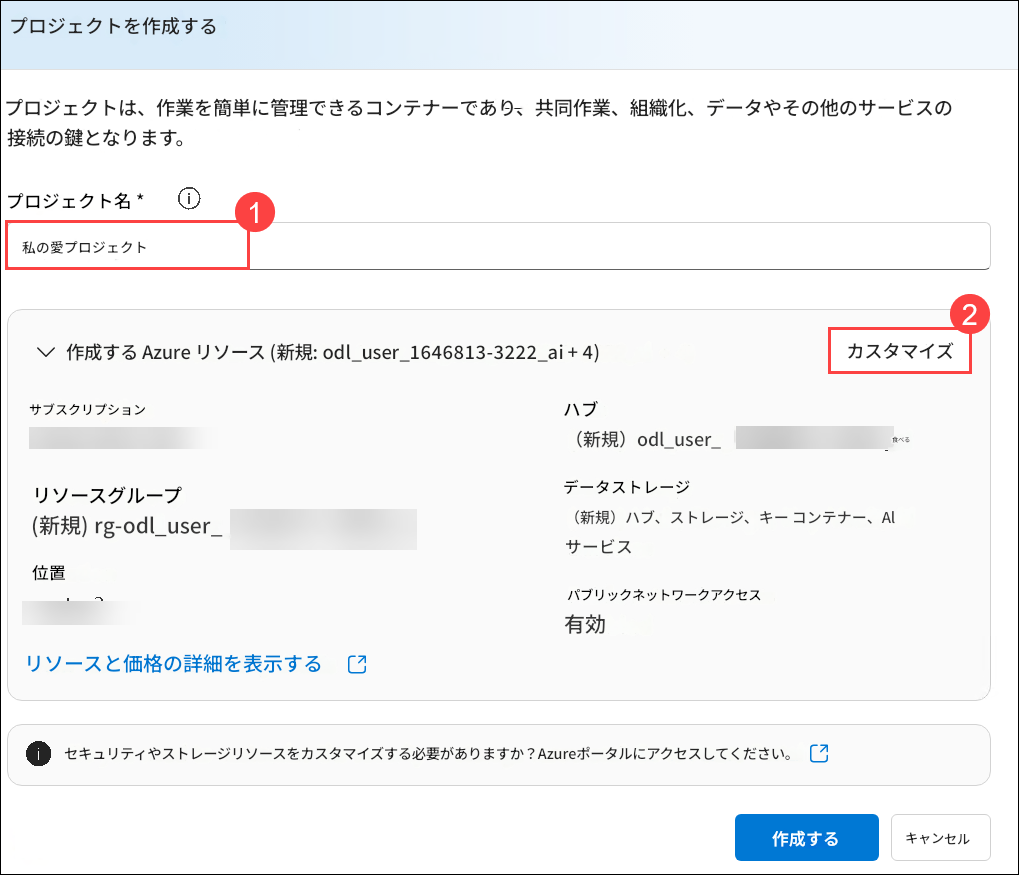 プロジェクトを作成する
プロジェクトは、作業を簡単に管理できるコンテナーであり、共同作業、組織化、データやその他のサービスの
接続の鍵となります。
プロジェクト名 *
1
私の愛プロジェクト
2
作成する Azure リソース (新規: odl_user_1646813-3222_ai + 4)
カスタマイズ
サブスクリプション
ハブ
（新規）odl_user_
食べる
リソースグループ
(新規) rg-odl_user_
データストレージ
（新規）ハブ、ストレージ、キー コンテナー、AI
サービス
位置
パブリックネットワークアクセス
有効
リソースと価格の詳細を表示する
セキュリティやストレージリソースをカスタマイズする必要がありますか？Azureポータルにアクセスしてください。
作成する
キャンセル